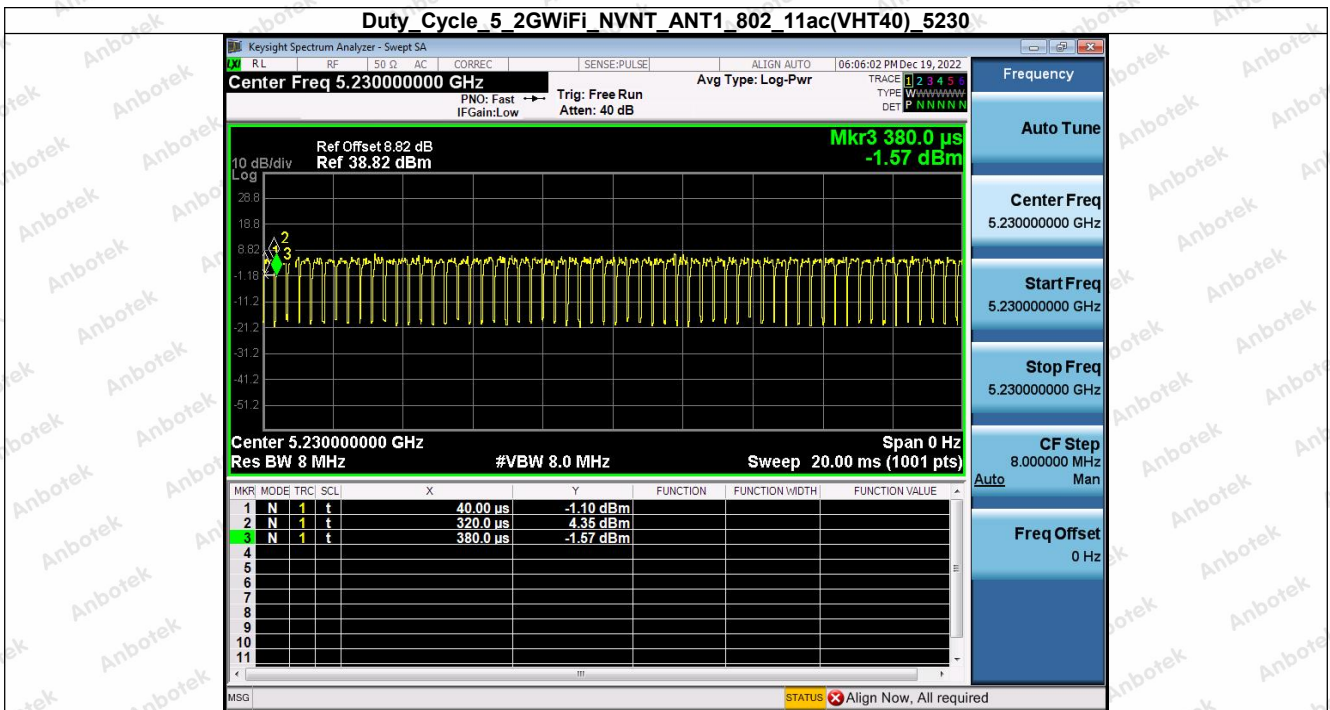 Duty_Cycle_5_2GWiFi_NVNT_ANT1_802_11ac(VHT40)_5230
Keysight Spectrum Analyzer - Swept SA
LXI RL RF 50 Ω AC CORREC SENSE:PULSE ALIGN AUTO 06:06:02 PM Dec 19, 2022
Center Freq 5.230000000 GHz
PNO: Fast
IFGain:Low
Trig: Free Run
Atten: 40 dB
Avg Type: Log-Pwr
TRACE 1 2 3 4 5 6
TYPE WWWWWWW
DET P N N N N N
Frequency
Auto Tune
Center Freq
5.230000000 GHz
Start Freq
5.230000000 GHz
Stop Freq
5.230000000 GHz
CF Step
8.000000 MHz
Auto Man
Freq Offset
0 Hz
Mkr3 380.0 µs
-1.57 dBm
Ref Offset 8.82 dB
10 dB/div Ref 38.82 dBm
Log
28.8
18.8
8.82
-1.18
-11.2
-21.2
-31.2
-41.2
-51.2
1 2 3
Center 5.230000000 GHz Span 0 Hz
Res BW 8 MHz #VBW 8.0 MHz Sweep 20.00 ms (1001 pts)
MKR MODE TRC SCL X Y FUNCTION FUNCTION WIDTH FUNCTION VALUE
1 N 1 t 40.00 µs -1.10 dBm
2 N 1 t 320.0 µs 4.35 dBm
3 N 1 t 380.0 µs -1.57 dBm
4
5
6
7
8
9
10
11
MSG STATUS Align Now, All required
Anbotek